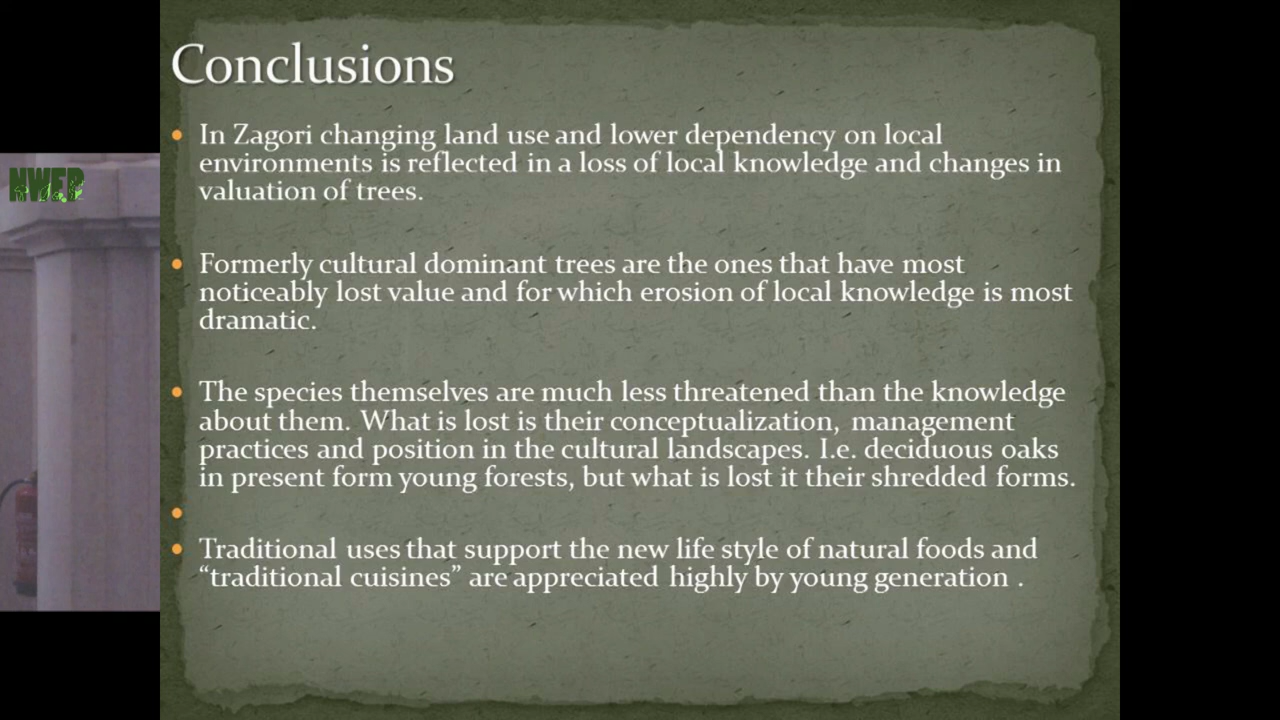 Conclusions
NWFP
• In Zagori changing land use and lower dependency on local
environments is reflected in a loss of local knowledge and changes in
valuation of trees.
• Formerly cultural dominant trees are the ones that have most
noticeably lost value and for which erosion of local knowledge is most
dramatic.
• The species themselves are much less threatened than the knowledge
about them. What is lost is their conceptualization, management
practices and position in the cultural landscapes. I.e. deciduous oaks
in present form young forests, but what is lost it their shredded forms.
•
• Traditional uses that support the new life style of natural foods and
“traditional cuisines” are appreciated highly by young generation .